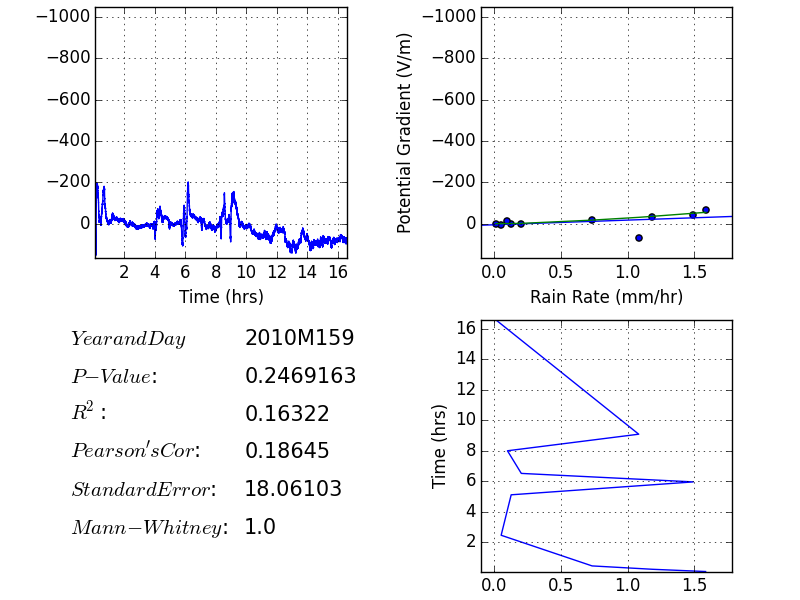 −1000
−800
−600
−400
−200
0
2 4 6 8 10 12 14 16
Time (hrs)
Potential Gradient (V/m)
−1000
−800
−600
−400
−200
0
0.0 0.5 1.0 1.5
Rain Rate (mm/hr)
YearandDay 2010M159
P−Value: 0.2469163
R²: 0.16322
Pearson'sCor: 0.18645
StandardError: 18.06103
Mann−Whitney: 1.0
Time (hrs)
16
14
12
10
8
6
4
2
0.0 0.5 1.0 1.5